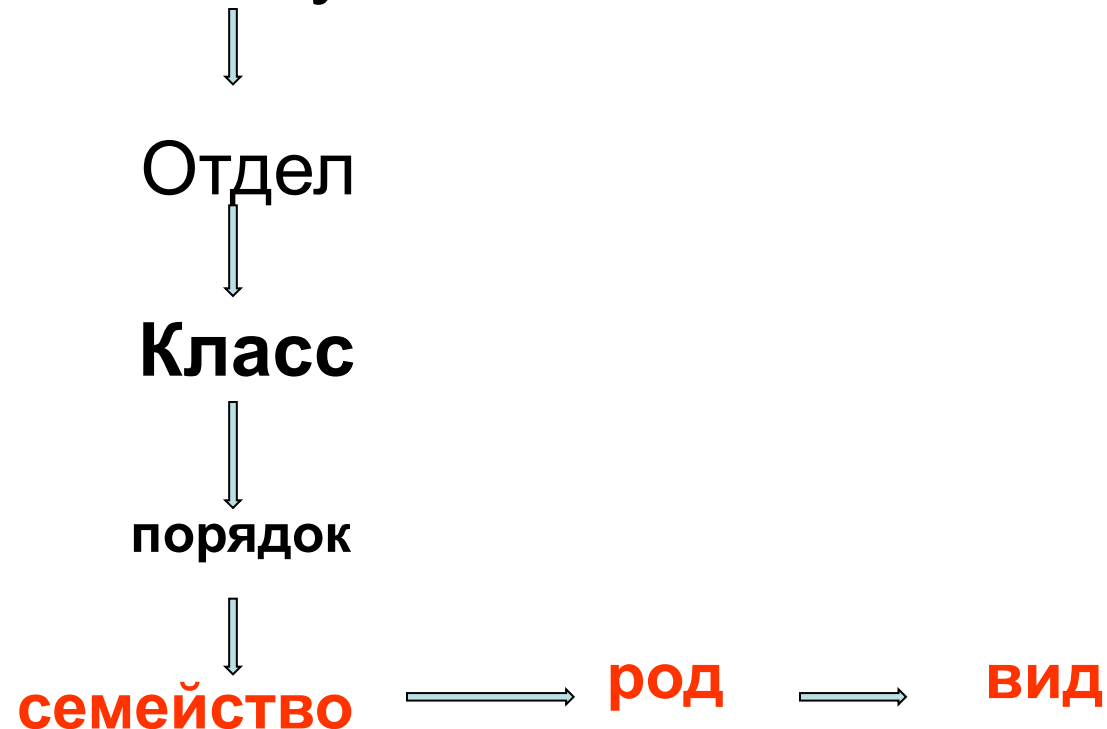 Отдел
Класс
порядок
семейство
род
вид